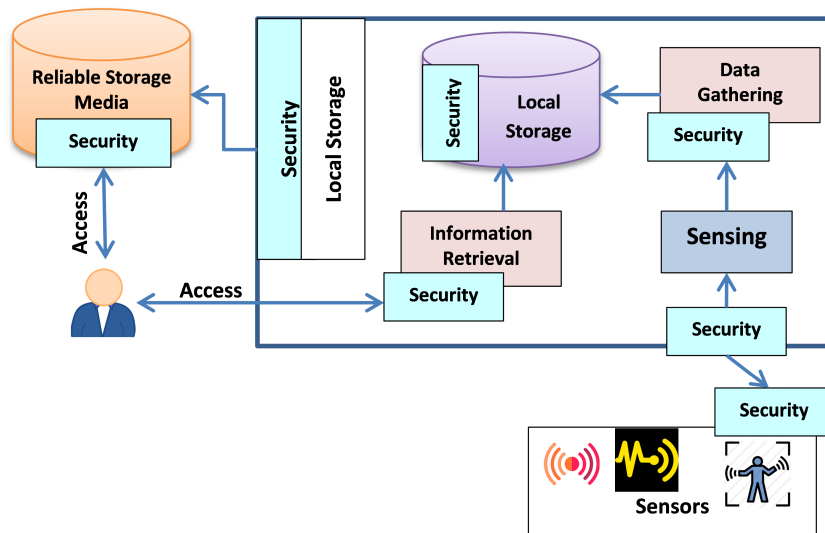 Reliable Storage
Media
Security
Access
Access
Security
Local Storage
Security
Local
Storage
Data
Gathering
Security
Information
Retrieval
Security
Sensing
Security
Security
Sensors